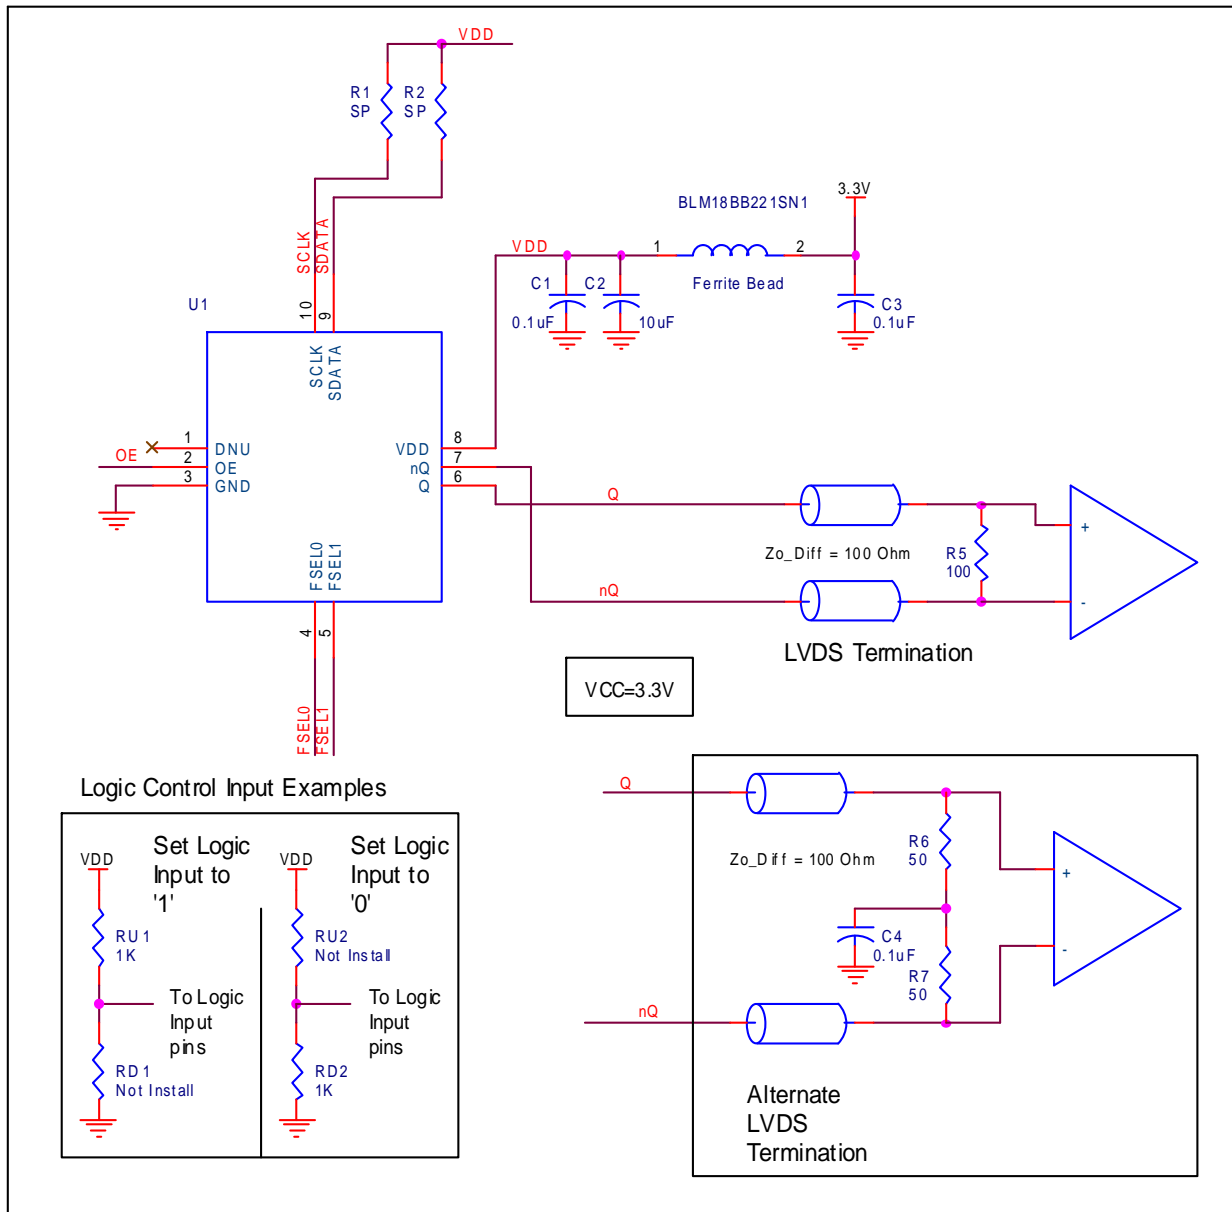 VDD
R1
SP
R2
SP
SCLK
SDATA
10
9
U1
SCLK
SDATA
1
DNU
OE
2
OE
3
GND
VDD
8
nQ
7
Q
6
FSEL0
FSEL1
4
5
FSEL0
FSEL1
VDD
BLM18BB221SN1
1
2
Ferrite Bead
3.3V
C1
0.1uF
C2
10uF
C3
0.1uF
Q
Zo_Diff = 100 Ohm
R5
100
nQ
+
-
LVDS Termination
VCC=3.3V
Logic Control Input Examples
VDD
Set Logic
Input to
'1'
RU1
1K
To Logic
Input
pins
RD1
Not Install
VDD
Set Logic
Input to
'0'
RU2
Not Install
To Logic
Input
pins
RD2
1K
Q
Zo_Diff = 100 Ohm
R6
50
C4
0.1uF
R7
50
nQ
+
-
Alternate
LVDS
Termination